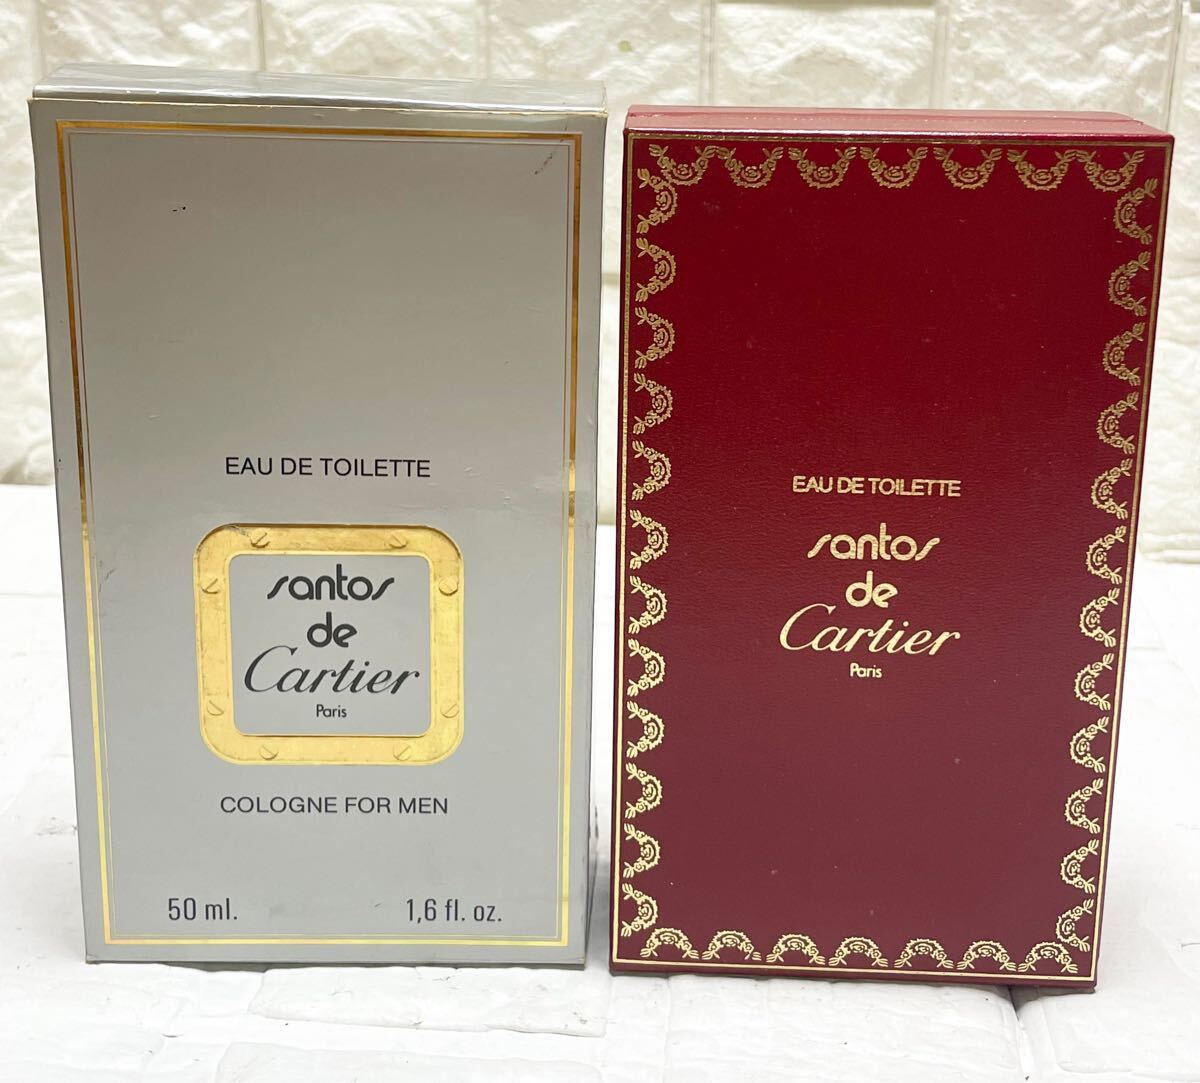 EAU DE TOILETTE
santos
de
Cartier
Paris
COLOGNE FOR MEN
50 ml.
1,6 fl. oz.
EAU DE TOILETTE
santos
de
Cartier
Paris